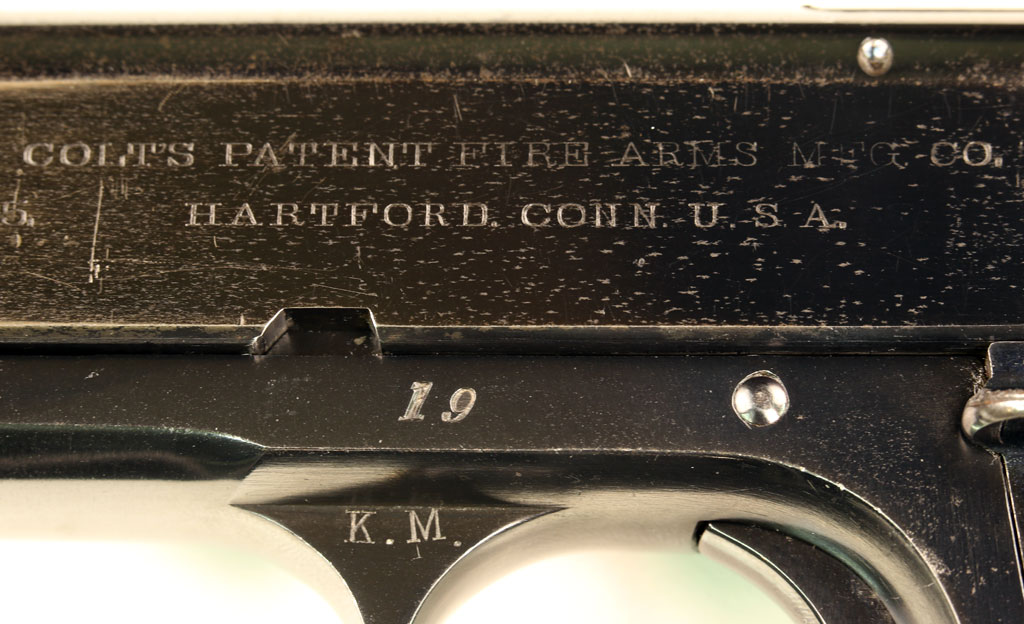 COLT'S PATENT FIRE ARMS MFG. CO.
HARTFORD. CONN. U.S.A.
19
K.M.